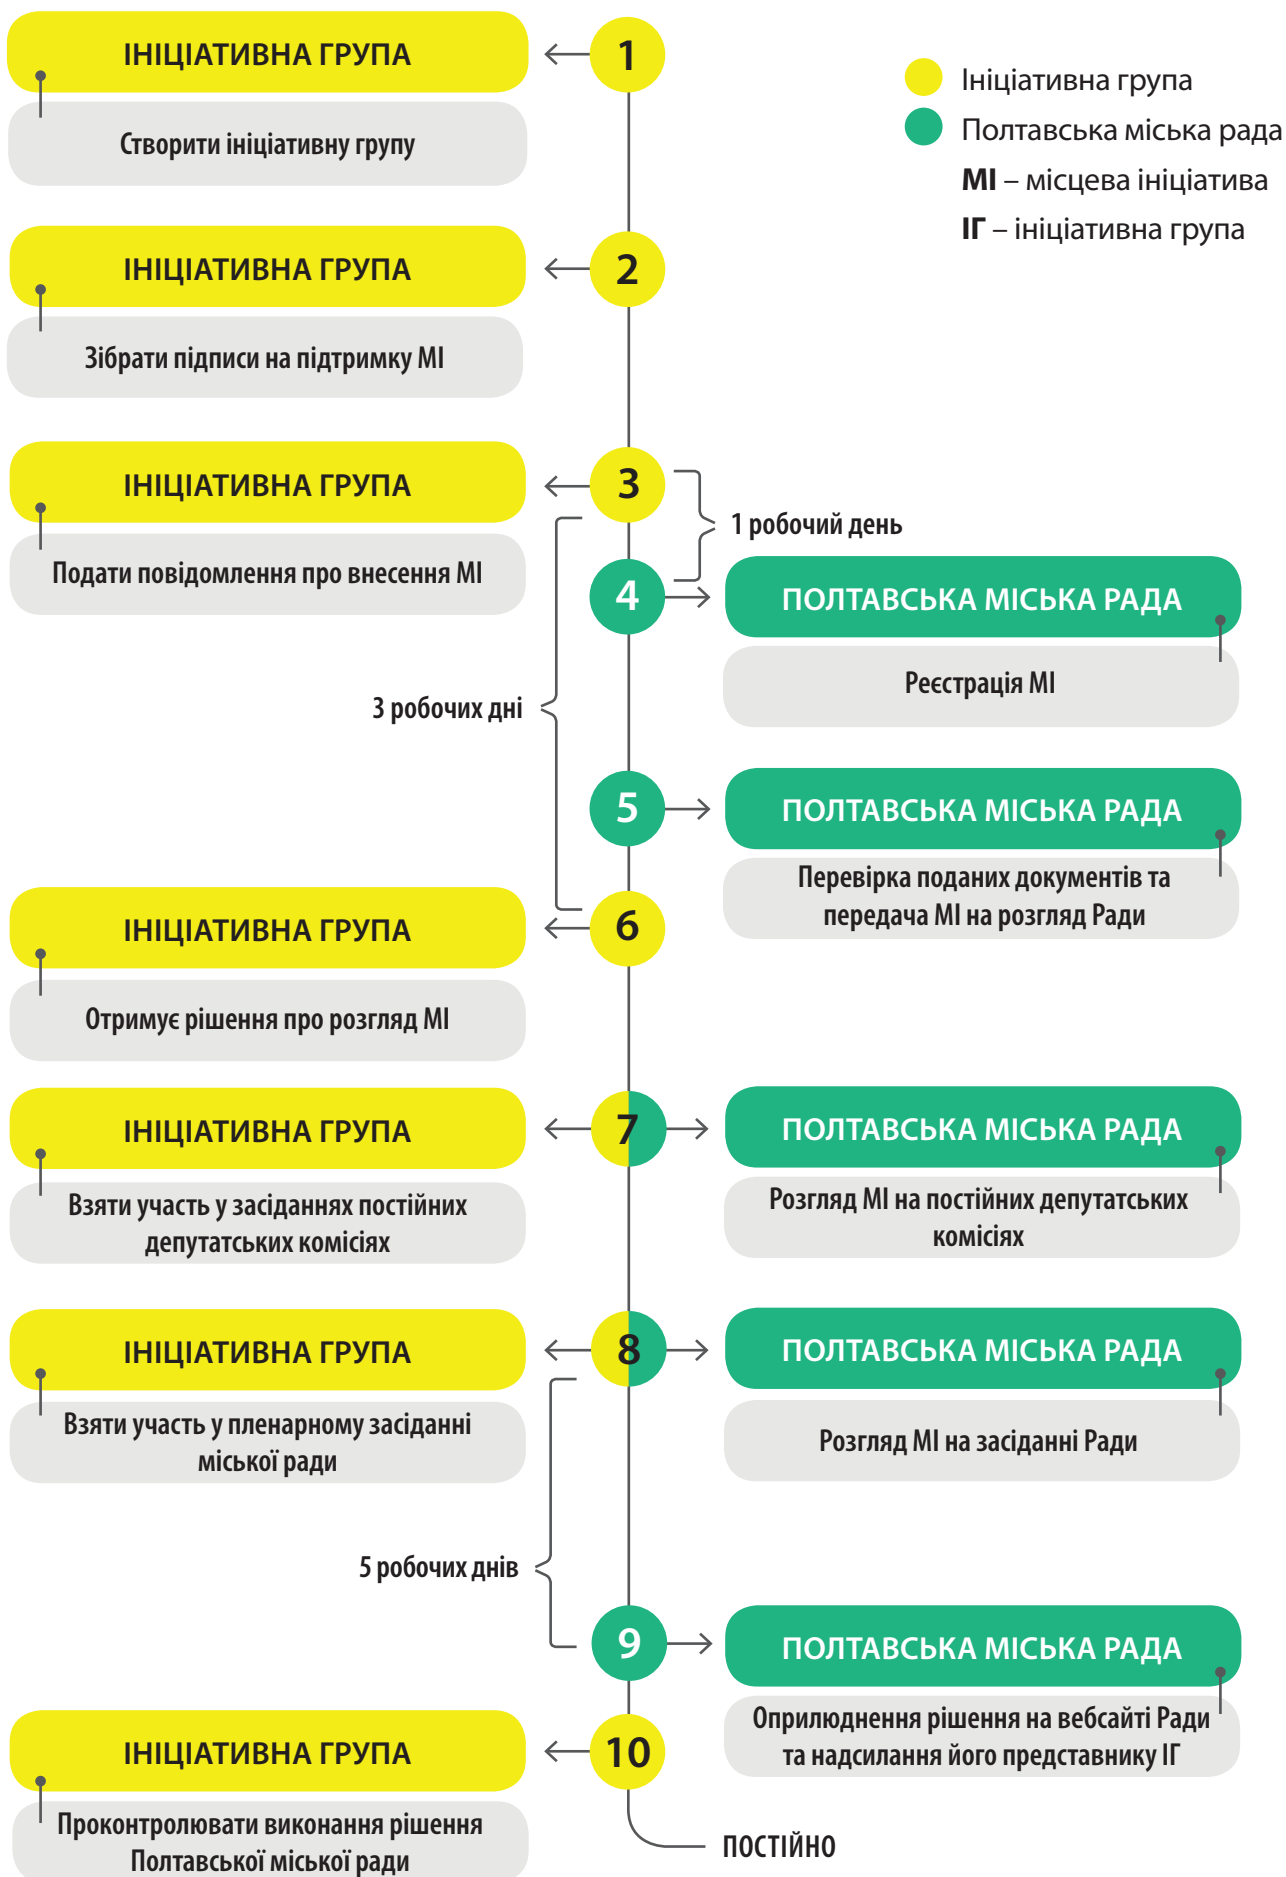 ІНІЦІАТИВНА ГРУПА
1
Створити ініціативну групу
Ініціативна група
Полтавська міська рада
МІ – місцева ініціатива
ІГ – ініціативна група
ІНІЦІАТИВНА ГРУПА
2
Зібрати підписи на підтримку МІ
ІНІЦІАТИВНА ГРУПА
3
1 робочий день
Подати повідомлення про внесення МІ
4
ПОЛТАВСЬКА МІСЬКА РАДА
Реєстрація МІ
3 робочих дні
5
ПОЛТАВСЬКА МІСЬКА РАДА
Перевірка поданих документів та
передача МІ на розгляд Ради
ІНІЦІАТИВНА ГРУПА
6
Отримує рішення про розгляд МІ
ІНІЦІАТИВНА ГРУПА
7
ПОЛТАВСЬКА МІСЬКА РАДА
Взяти участь у засіданнях постійних
депутатських комісіях
Розгляд МІ на постійних депутатських
комісіях
ІНІЦІАТИВНА ГРУПА
8
ПОЛТАВСЬКА МІСЬКА РАДА
Взяти участь у пленарному засіданні
міської ради
Розгляд МІ на засіданні Ради
5 робочих днів
9
ПОЛТАВСЬКА МІСЬКА РАДА
Оприлюднення рішення на вебсайті Ради
та надсилання його представнику ІГ
ІНІЦІАТИВНА ГРУПА
10
Проконтролювати виконання рішення
Полтавської міської ради
ПОСТІЙНО